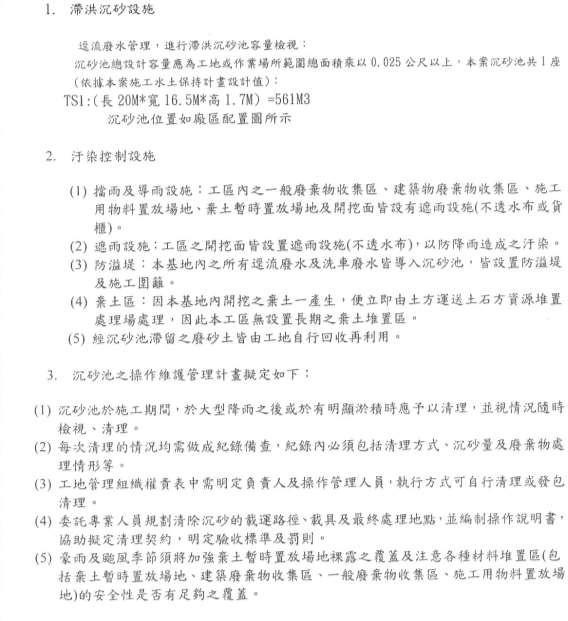 1. 滯洪沉砂設施
逕流廢水管理，進行滯洪沉砂池容量檢視：
沉砂池總設計容量應為工地或作業場所範圍總面積乘以 0.025 公尺以上，本案沉砂池共 1 座
(依據本案施工水土保持計畫設計值)：
TS1:(長 20M*寬 16.5M*高 1.7M) =561M3
沉砂池位置如廠區配置圖所示
2. 汙染控制設施
(1) 擋雨及導雨設施：工區內之一般廢棄物收集區、建築物廢棄物收集區、施工
用物料置放場地、棄土暫時置放場地及開挖面皆設有遮雨設施(不透水布或貨
櫃)。
(2) 遮雨設施：工區之開挖面皆設置遮雨設施(不透水布)，以防降雨造成之汙染。
(3) 防溢堤：本基地內之所有逕流廢水及洗車廢水皆導入沉砂池，皆設置防溢堤
及施工圍籬。
(4) 棄土區：因本基地內開挖之棄土一產生，便立即由土方運送土石方資源堆置
處理場處理，因此本工區無設置長期之棄土堆置區。
(5) 經沉砂池滯留之廢砂土皆由工地自行回收再利用。
3. 沉砂池之操作維護管理計畫擬定如下：
(1) 沉砂池於施工期間，於大型降雨之後或於有明顯淤積時應予以清理，並視情況隨時
檢視、清理。
(2) 每次清理的情況均需做成紀錄備查，紀錄內必須包括清理方式、沉砂量及廢棄物處
理情形等。
(3) 工地管理組織權責表中需明定負責人及操作管理人員，執行方式可自行清理或發包
清理。
(4) 委託專業人員規劃清除沉砂的載運路徑、載具及最終處理地點，並編制操作說明書，
協助擬定清理契約，明定驗收標準及罰則。
(5) 豪雨及颱風季節須將加強棄土暫時置放場地裸露之覆蓋及注意各種材料堆置區(包
括棄土暫時置放場地、建築廢棄物收集區、一般廢棄物收集區、施工用物料置放場
地)的安全性是否有足夠之覆蓋。